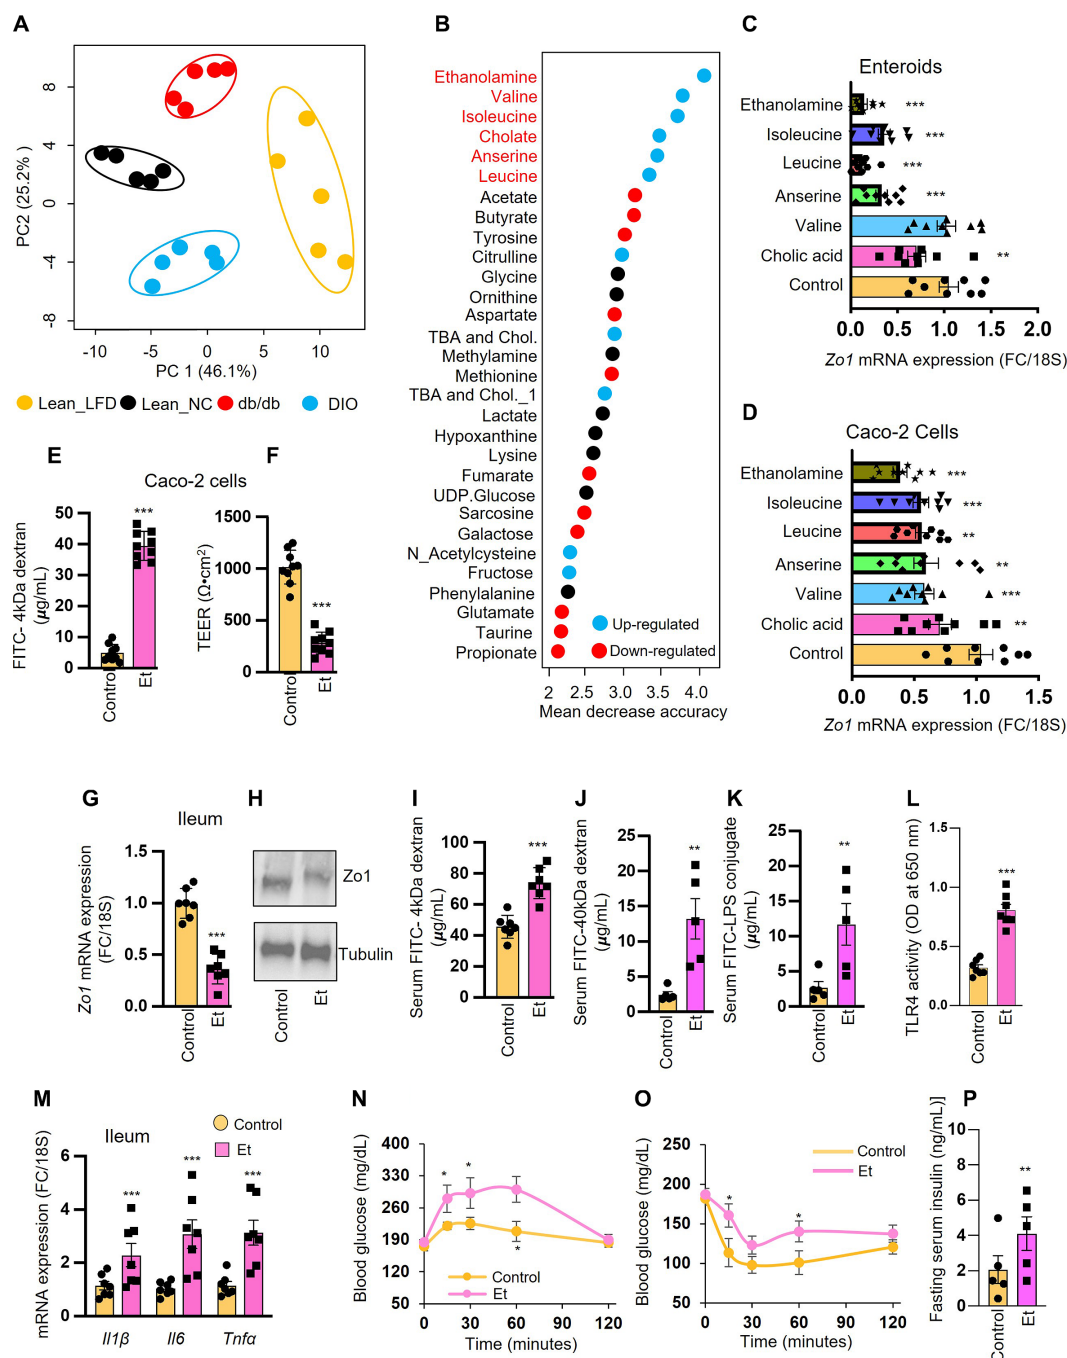 A
8
4
0
-4
-8
PC2 (25.2% )
-10
-5
0
5
10
PC 1 (46.1%)
Lean_LFD
Lean_NC
db/db
DIO
B
Ethanolamine
Valine
Isoleucine
Cholate
Anserine
Leucine
Acetate
Butyrate
Tyrosine
Citrulline
Glycine
Ornithine
Aspartate
TBA and Chol.
Methylamine
Methionine
TBA and Chol._1
Lactate
Hypoxanthine
Lysine
Fumarate
UDP.Glucose
Sarcosine
Galactose
N_Acetylcysteine
Fructose
Phenylalanine
Glutamate
Taurine
Propionate
Up-regulated
Down-regulated
2
2.5
3.0
3.5
4.0
Mean decrease accuracy
C
Enteroids
Ethanolamine
***
Isoleucine
***
Leucine
***
Anserine
***
Valine
Cholic acid
**
Control
0.0
0.5
1.0
1.5
2.0
Zo1 mRNA expression (FC/18S)
D
Caco-2 Cells
Ethanolamine
***
Isoleucine
***
Leucine
**
Anserine
**
Valine
***
Cholic acid
**
Control
0.0
0.5
1.0
1.5
Zo1 mRNA expression (FC/18S)
E
F
Caco-2 cells
FITC- 4kDa dextran
(µg/mL)
50
40
30
20
10
0
***
Control
Et
TEER (Ω•cm²)
1500
1000
500
0
***
Control
Et
G
Ileum
Zo1 mRNA expression
(FC/18S)
1.5
1.0
0.5
0.0
***
Control
Et
H
Zo1
Tubulin
Control
Et
I
Serum FITC- 4kDa dextran
(µg/mL)
100
80
60
40
20
0
***
Control
Et
J
Serum FITC-40kDa dextran
(µg/mL)
25
20
15
10
5
0
**
Control
Et
K
Serum FITC-LPS conjugate
(µg/mL)
25
20
15
10
5
0
**
Control
Et
L
TLR4 activity (OD at 650 nm)
1.5
1.0
0.5
0.0
***
Control
Et
M
Ileum
Control
Et
mRNA expression (FC/18S)
6
4
2
0
***
***
***
Il1β
Il6
Tnfα
N
Blood glucose (mg/dL)
400
330
260
190
120
50
*
*
*
Control
Et
0
30
60
90
120
Time (minutes)
O
Blood glucose (mg/dL)
250
200
150
100
50
*
*
Control
Et
0
30
60
90
120
Time (minutes)
P
Fasting serum insulin (ng/mL)]
10
8
6
4
2
0
**
Control
Et